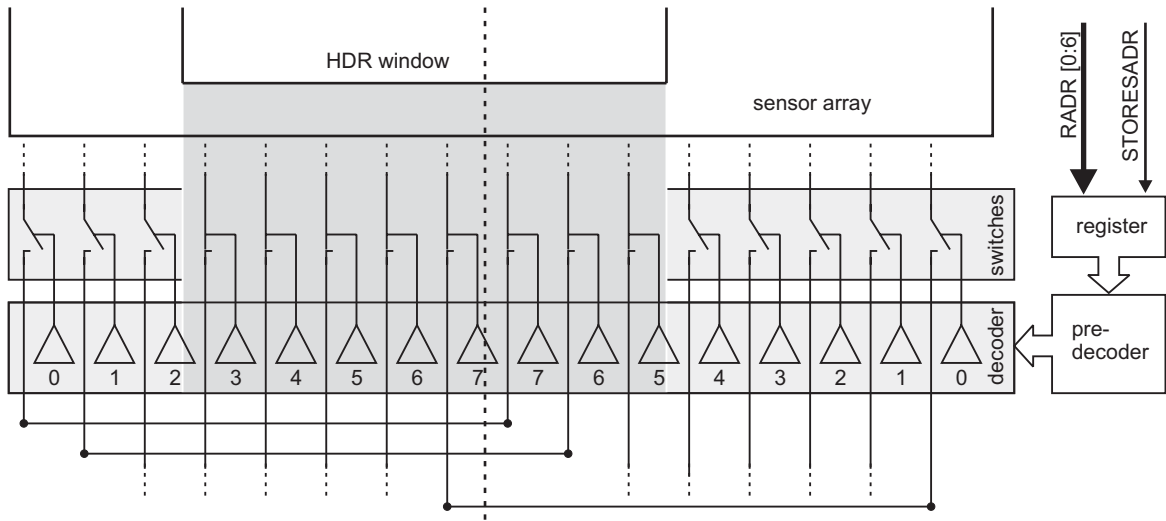 HDR window
sensor array
RADR [0:6]
STORESADR
switches
register
decoder
pre-
decoder
0 1 2 3 4 5 6 7 7 6 5 4 3 2 1 0